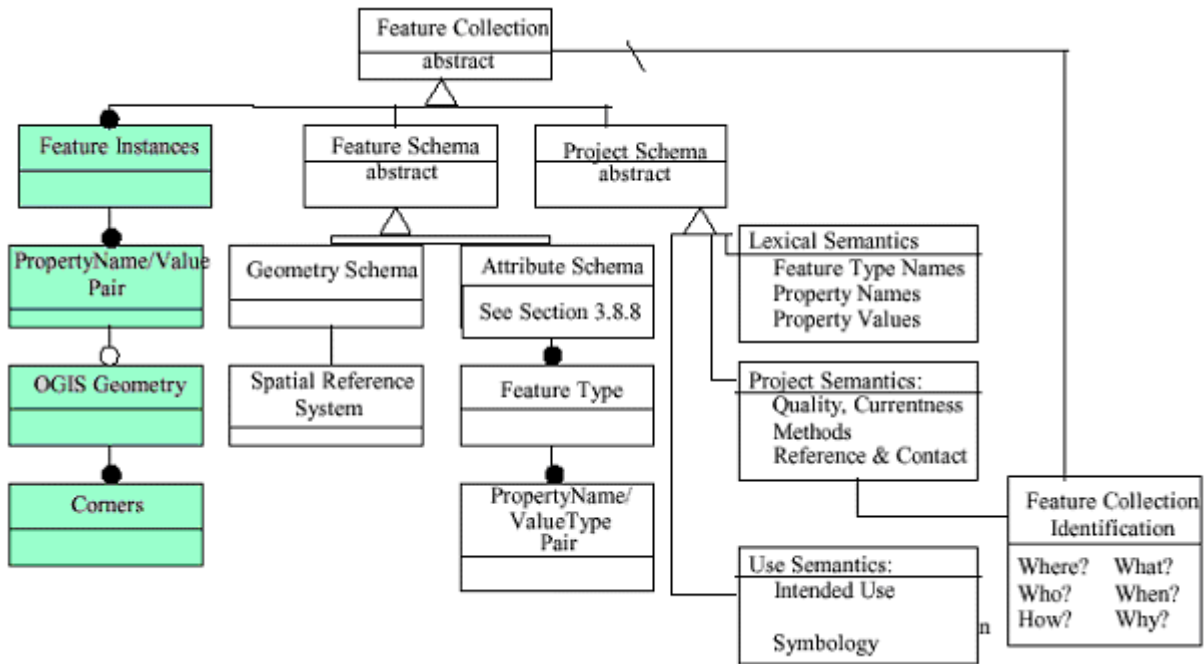 Feature Collection
abstract
Feature Instances
Feature Schema
abstract
Project Schema
abstract
PropertyName/Value
Pair
Geometry Schema
Attribute Schema
See Section 3.8.8
Lexical Semantics
Feature Type Names
Property Names
Property Values
OGIS Geometry
Spatial Reference
System
Feature Type
Project Semantics:
Quality, Currentness
Methods
Reference & Contact
Corners
PropertyName/
ValueType
Pair
Feature Collection
Identification
Where? What?
Who? When?
How? Why?
Use Semantics:
Intended Use
n
Symbology